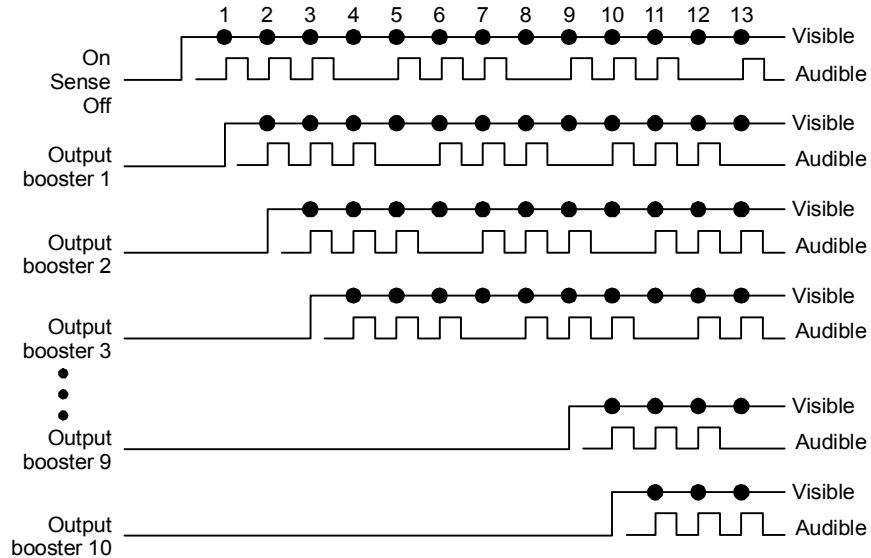 1 2 3 4 5 6 7 8 9 10 11 12 13
Visible
On
Sense
Off
Audible
Visible
Output
booster 1
Audible
Visible
Output
booster 2
Audible
Visible
Output
booster 3
Audible
Visible
Output
booster 9
Audible
Visible
Output
booster 10
Audible